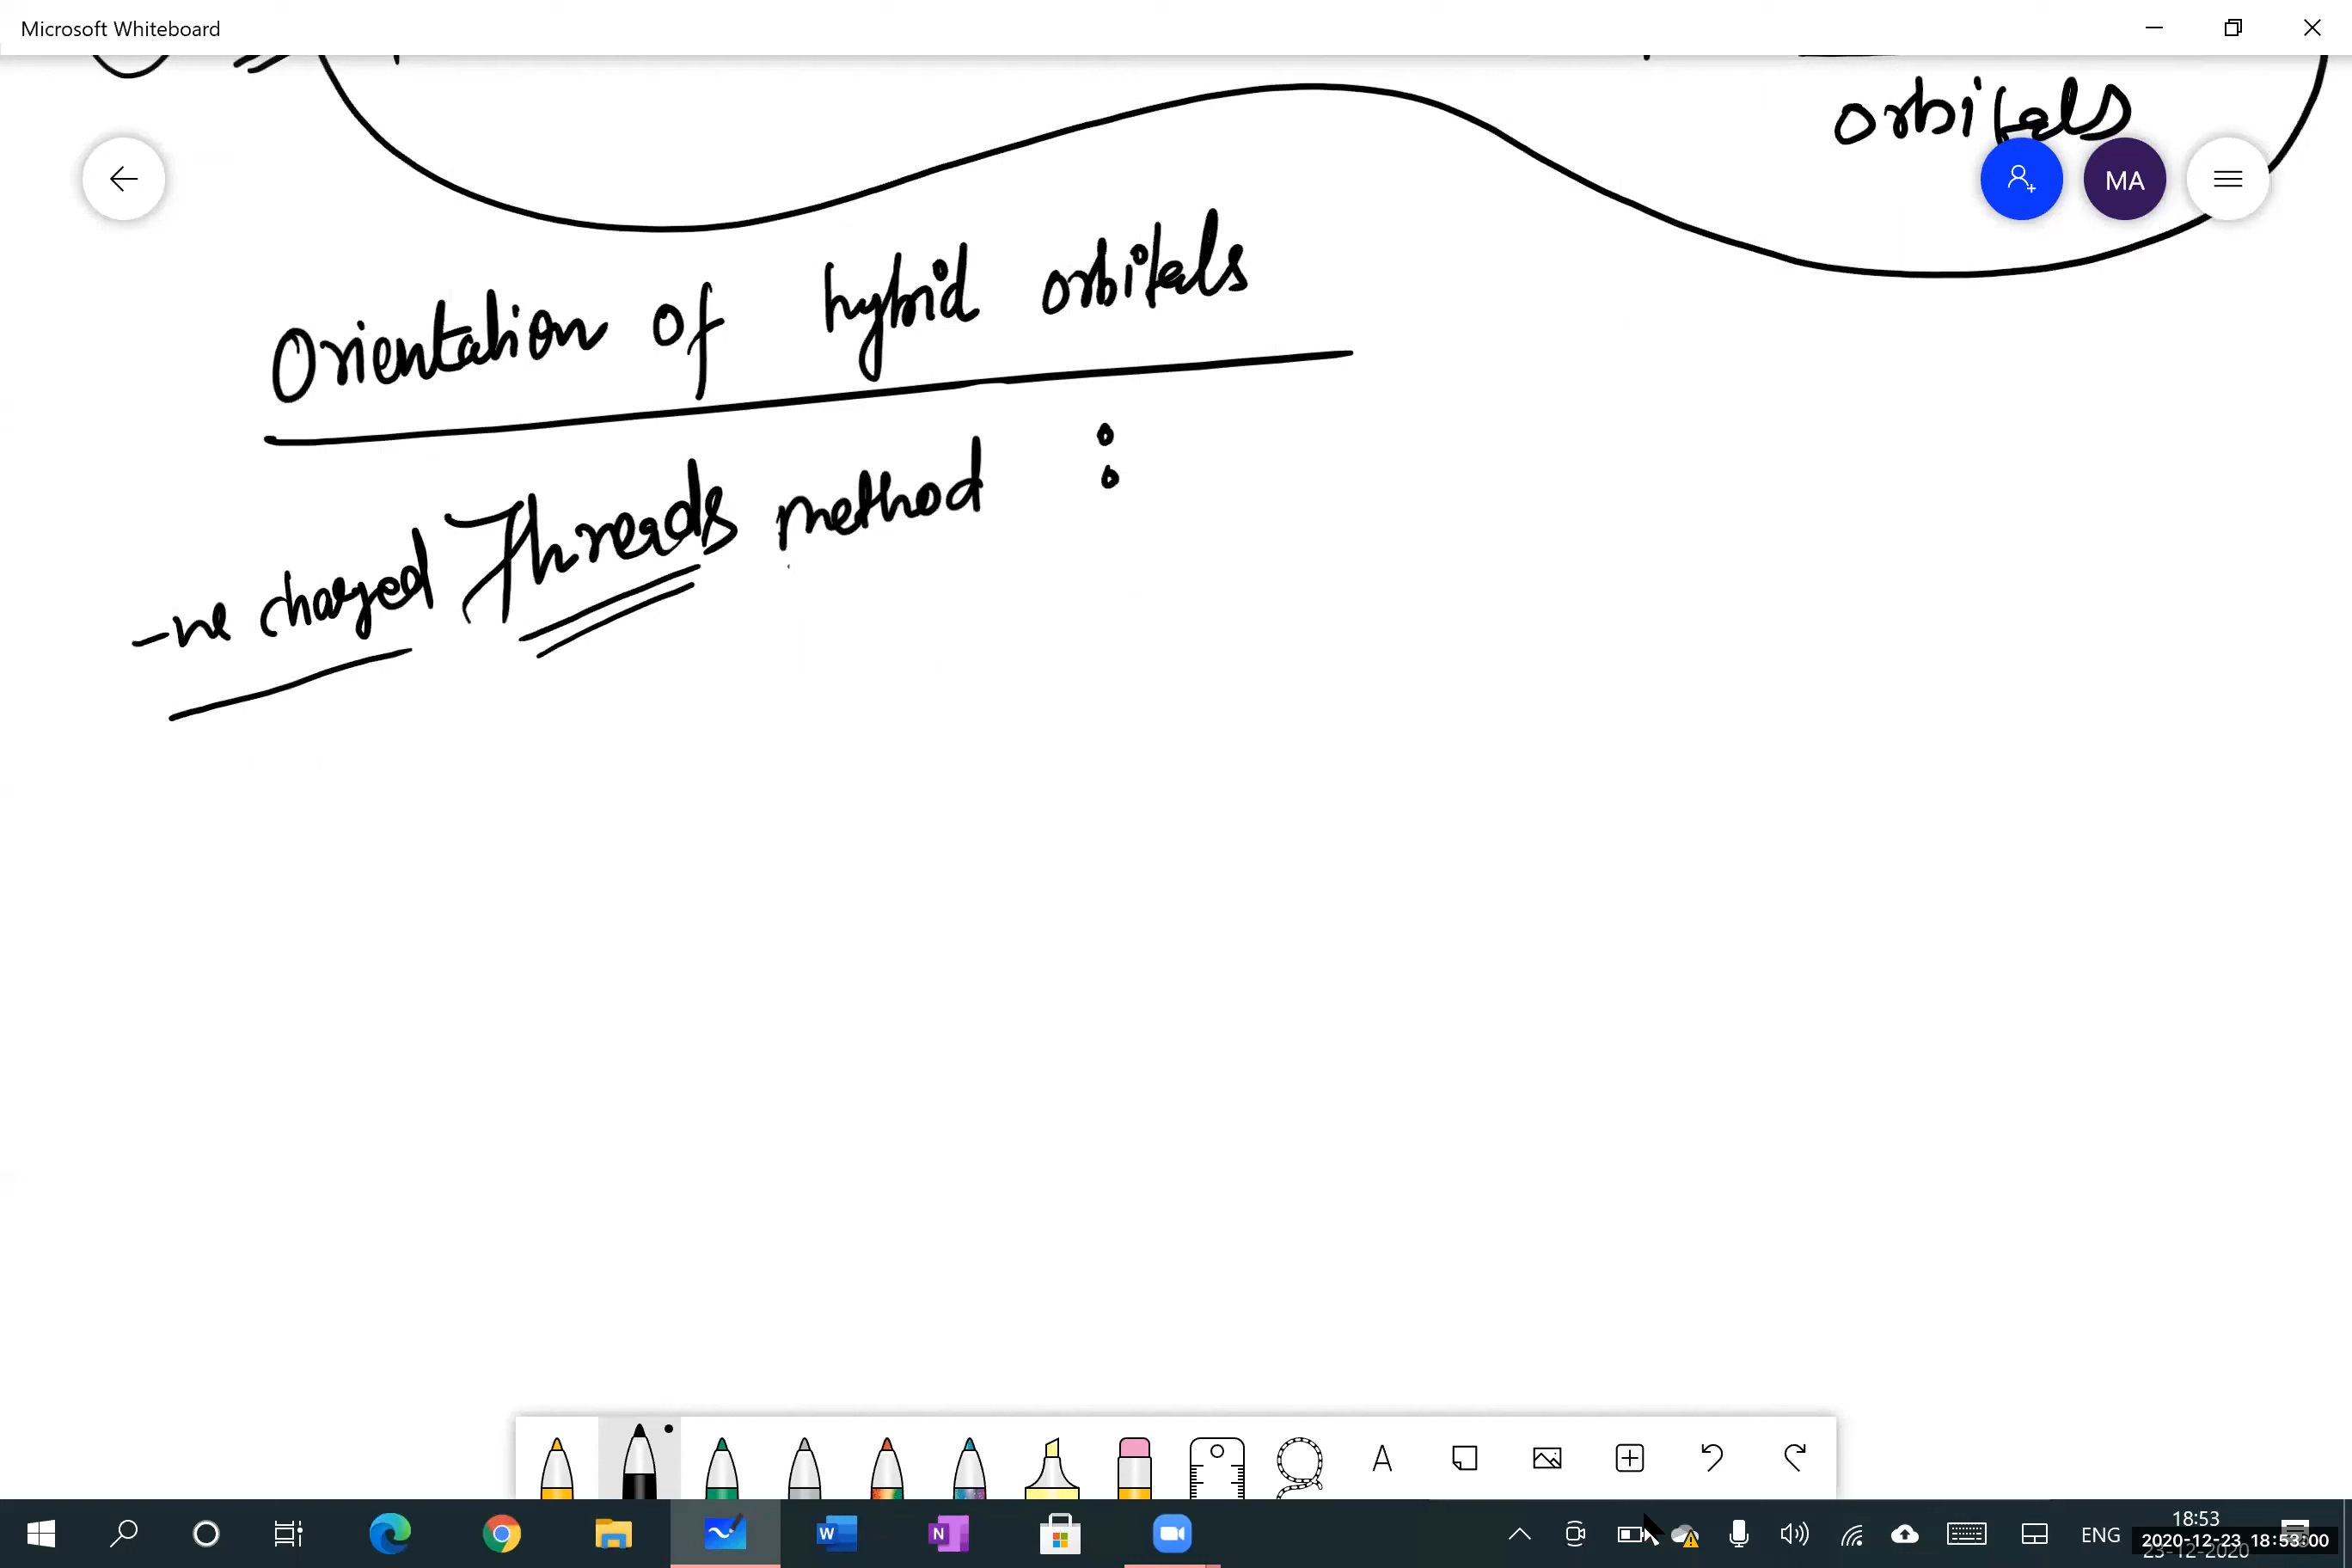 Microsoft Whiteboard
orbitals
MA
Orientation of hybrid orbitals
-ve charged Threads method :
A
W
N
ENG
18:53
2020-12-23 18:53:00
23-12-2020